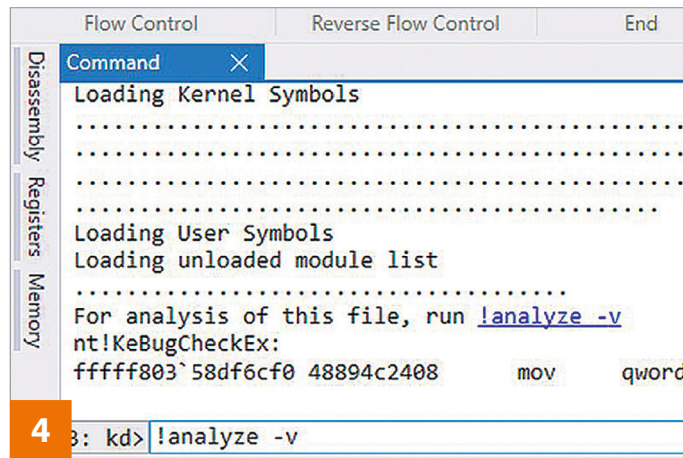 Flow Control Reverse Flow Control End
Disassembly
Registers
Memory
Command
Loading Kernel Symbols
...............................................
...............................................
...............................................
.............................................
Loading User Symbols
Loading unloaded module list
......................................
For analysis of this file, run !analyze -v
nt!KeBugCheckEx:
fffff803`58df6cf0 48894c2408 mov qword
4
3: kd> !analyze -v